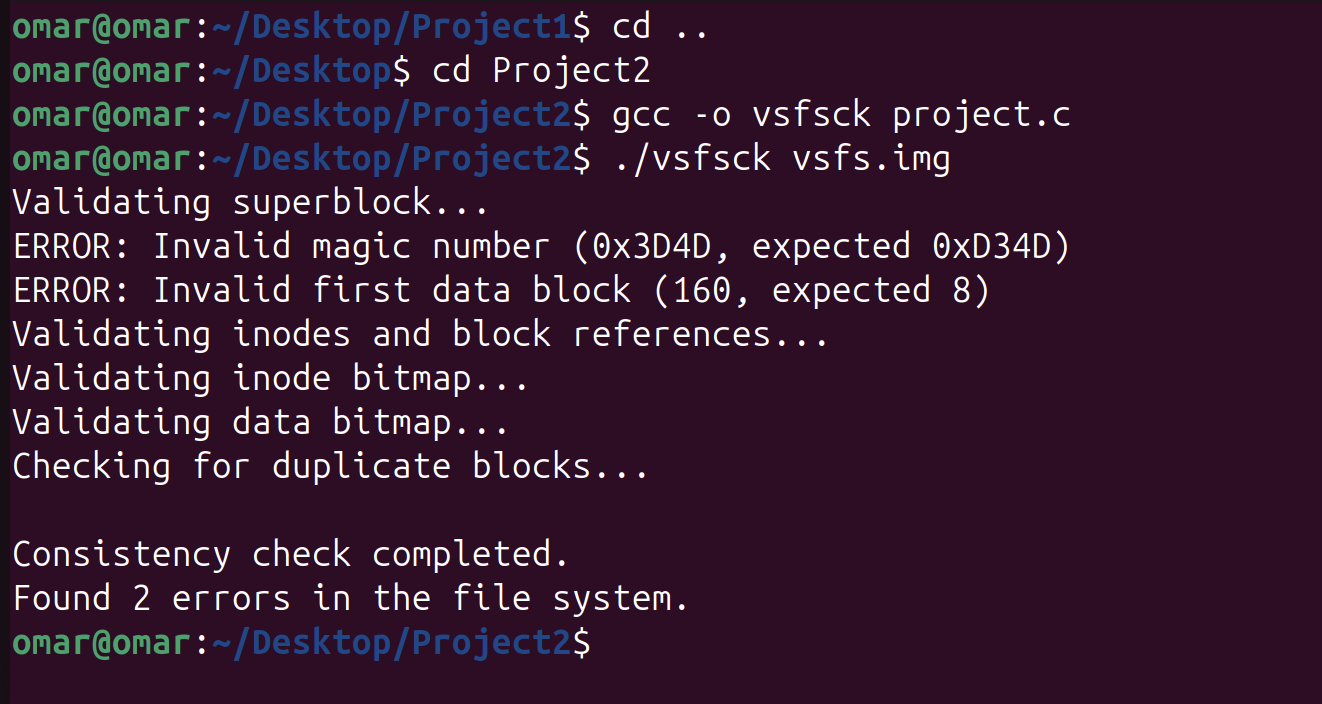 omar@omar:~/Desktop/Project1$ cd ..
omar@omar:~/Desktop$ cd Project2
omar@omar:~/Desktop/Project2$ gcc -o vsfsck project.c
omar@omar:~/Desktop/Project2$ ./vsfsck vsfs.img
Validating superblock...
ERROR: Invalid magic number (0x3D4D, expected 0xD34D)
ERROR: Invalid first data block (160, expected 8)
Validating inodes and block references...
Validating inode bitmap...
Validating data bitmap...
Checking for duplicate blocks...
Consistency check completed.
Found 2 errors in the file system.
omar@omar:~/Desktop/Project2$